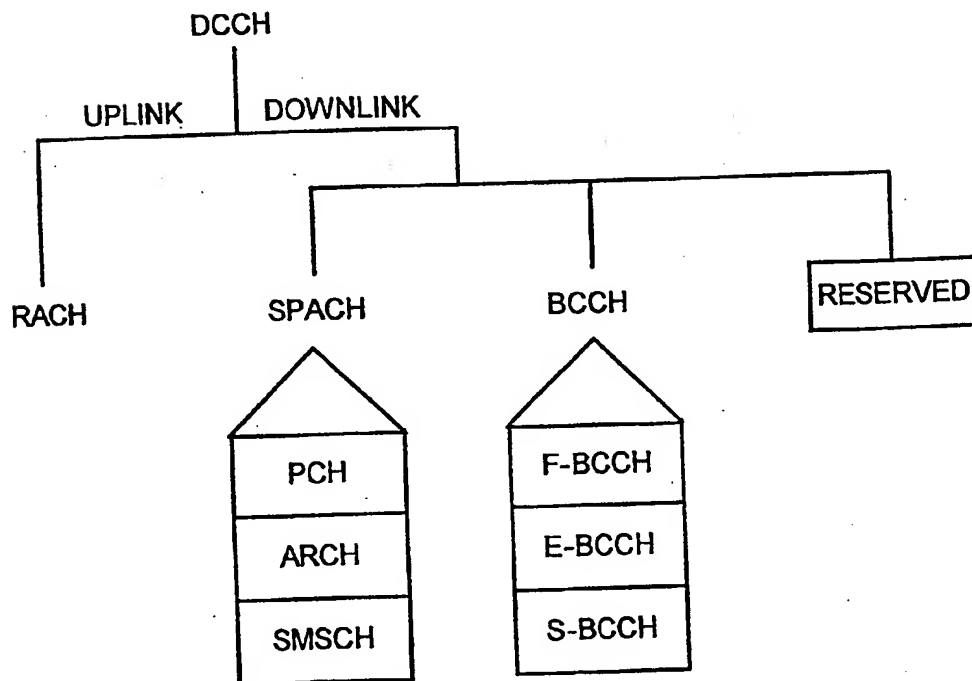 DCCH
UPLINK DOWNLINK
RACH SPACH BCCH RESERVED
PCH F-BCCH
ARCH E-BCCH
SMSCH S-BCCH